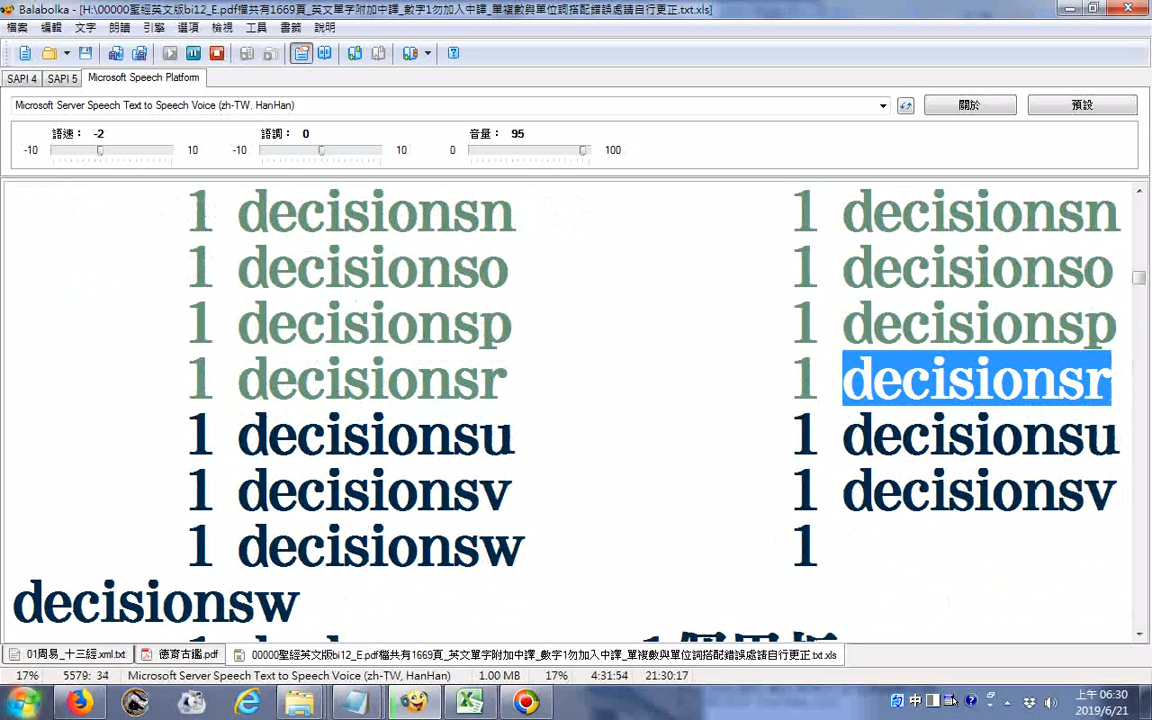 Balabolka - [H:\00000聖經英文版bi12_E.pdf檔共有1669頁_英文單字附加中譯_數字1勿加入中譯_單複數與單位詞搭配錯誤處請自行更正.txt.xls]
檔案 編輯 文字 朗讀 引擎 選項 檢視 工具 書籤 說明
SAPI 4 SAPI 5 Microsoft Speech Platform
Microsoft Server Speech Text to Speech Voice (zh-TW, HanHan) 關於 預設
語速： -2 語調： 0 音量： 95
-10 10 -10 10 0 100
1 decisionsn 1 decisionsn
1 decisionso 1 decisionso
1 decisionsp 1 decisionsp
1 decisionsr 1 decisionsr
1 decisionsu 1 decisionsu
1 decisionsv 1 decisionsv
1 decisionsw 1
decisionsw
01周易_十三經.xml.txt 德育古鑑.pdf 00000聖經英文版bi12_E.pdf檔共有1669頁_英文單字附加中譯_數字1勿加入中譯_單複數與單位詞搭配錯誤處請自行更正.txt.xls
17% 5579: 34 Microsoft Server Speech Text to Speech Voice (zh-TW, HanHan) 1.00 MB 17% 4:31:54 21:30:17
中 上午 06:30
2019/6/21